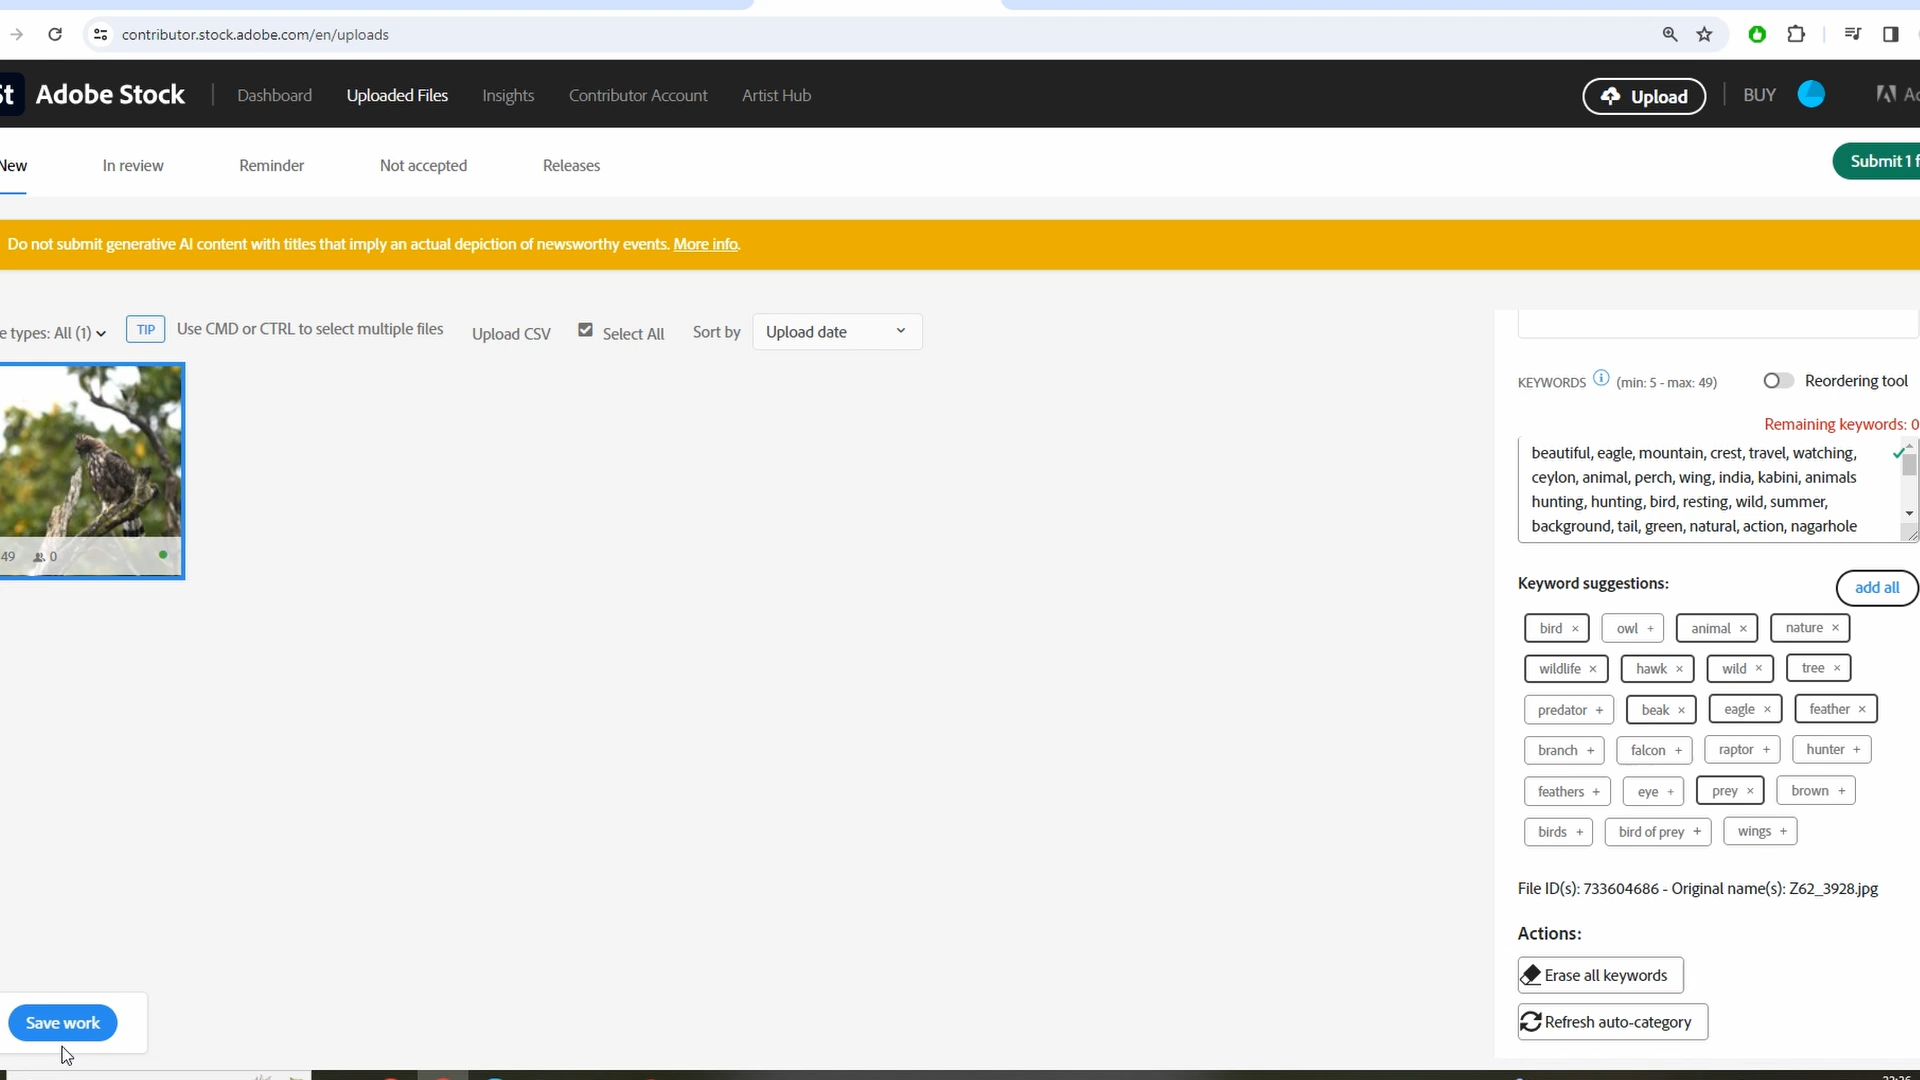 contributor.stock.adobe.com/en/uploads
St Adobe Stock Dashboard Uploaded Files Insights Contributor Account Artist Hub Upload BUY
New In review Reminder Not accepted Releases Submit 1 f
Do not submit generative AI content with titles that imply an actual depiction of newsworthy events. More info.
e types: All (1) TIP Use CMD or CTRL to select multiple files Upload CSV Select All Sort by Upload date
KEYWORDS (min: 5 - max: 49) Reordering tool
Remaining keywords: 0
beautiful, eagle, mountain, crest, travel, watching,
ceylon, animal, perch, wing, india, kabini, animals
hunting, hunting, bird, resting, wild, summer,
background, tail, green, natural, action, nagarhole
49 0
Keyword suggestions: add all
bird × owl + animal × nature ×
wildlife × hawk × wild × tree ×
predator + beak × eagle × feather ×
branch + falcon + raptor + hunter +
feathers + eye + prey × brown +
birds + bird of prey + wings +
File ID(s): 733604686 - Original name(s): Z62_3928.jpg
Actions:
Erase all keywords
Refresh auto-category
Save work